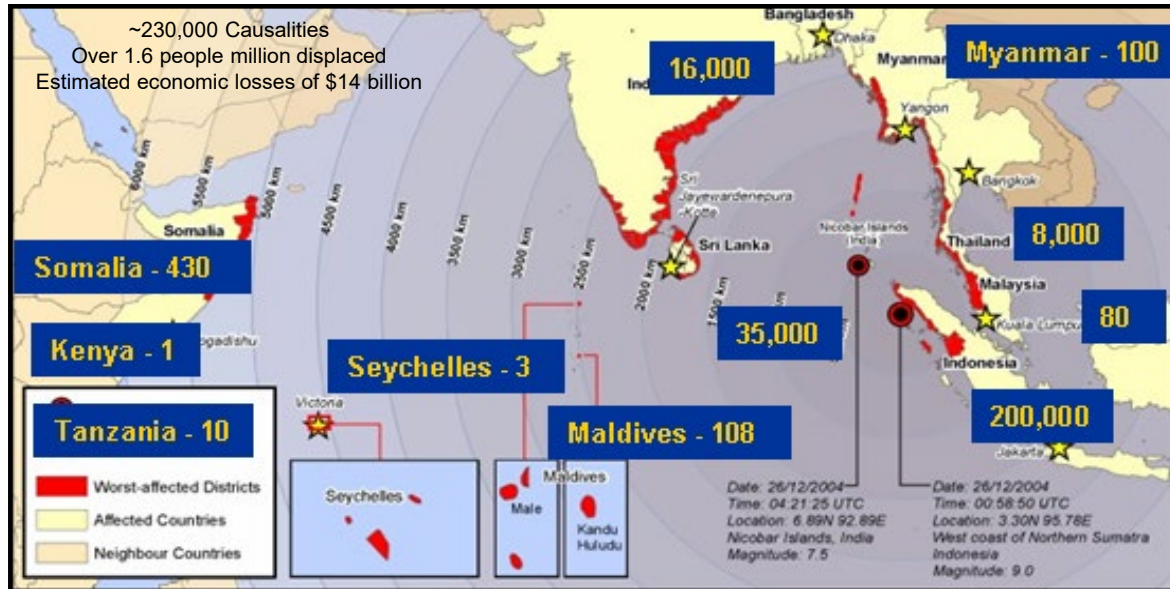 ~230,000 Causalities
Over 1.6 people million displaced
Estimated economic losses of $14 billion
Bangladesh
Dhaka
16,000
Myanmar
Myanmar - 100
Yangon
Bangkok
6000 km
5500 km
5000 km
4500 km
4000 km
3500 km
3000 km
2500 km
2000 km
Sri
Jayewardenepura
-Kotte
Sri Lanka
Nicobar Islands
(India)
Somalia
Somalia - 430
Thailand
8,000
Malaysia
Kuala Lumpu
80
35,000
Indonesia
Kenya - 1
Seychelles - 3
200,000
Jakarta
Victoria
Tanzania - 10
Maldives - 108
Worst-affected Districts
Affected Countries
Neighbour Countries
Seychelles
Maldives
Male
Kandu
Huludu
Date: 26/12/2004
Time: 04:21:25 UTC
Location: 6.89N 92.89E
Nicobar Islands, India
Magnitude: 7.5
Date: 26/12/2004
Time: 00:58:50 UTC
Location: 3.30N 95.78E
West coast of Northern Sumatra
Indonesia
Magnitude: 9.0